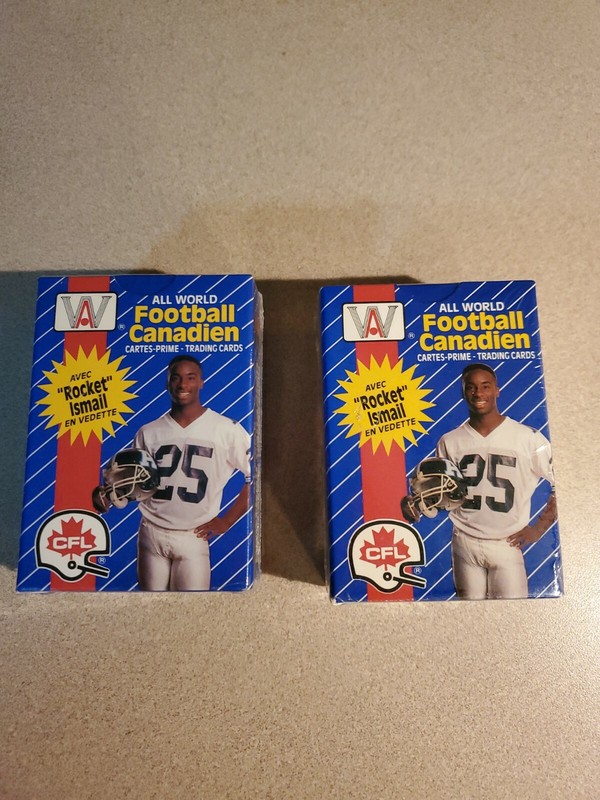 AW
®
ALL WORLD
Football
Canadien
CARTES-PRIME · TRADING CARDS
AVEC
"Rocket"
Ismail
EN VEDETTE
25
CFL
®
AW
®
ALL WORLD
Football
Canadien
CARTES-PRIME · TRADING CARDS
AVEC
"Rocket"
Ismail
EN VEDETTE
25
CFL
®